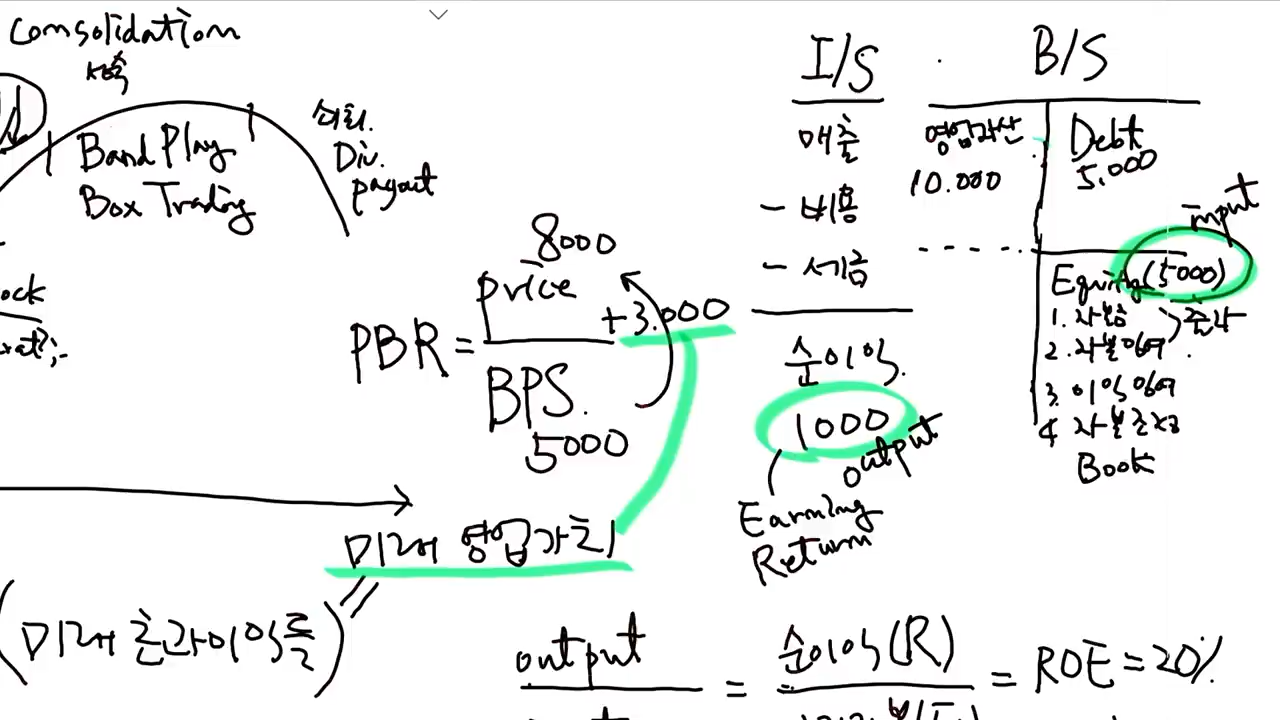 Consolidation
Band Play
Box Trading
쇠퇴.
Div.
payout
PBR =
8000
price
+3.000
BPS.
5000
I/S
매출
- 비용
- 세금
순이익.
1000
output
Earning
Return
B/S
영업자산
10.000
Debt
5.000
input
Equity (5000)
1. 자본금
2. 자본잉여
3. 이익잉여
4. 자본조정
Book
미래 영업가치
(미래 초과이익들)
output
= 순이익(R) = ROE = 20%